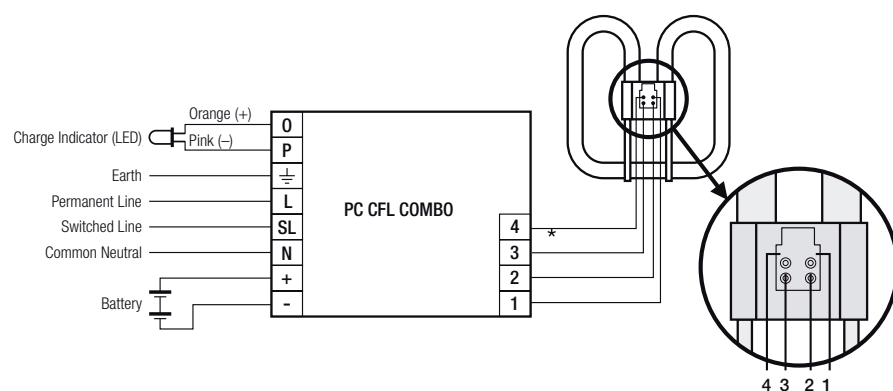 Orange (+)
Charge Indicator (LED)
Pink (–)
Earth
Permanent Line
Switched Line
Common Neutral
Battery
O
P
L
SL
N
+
-
PC CFL COMBO
4
*
3
2
1
4 3 2 1